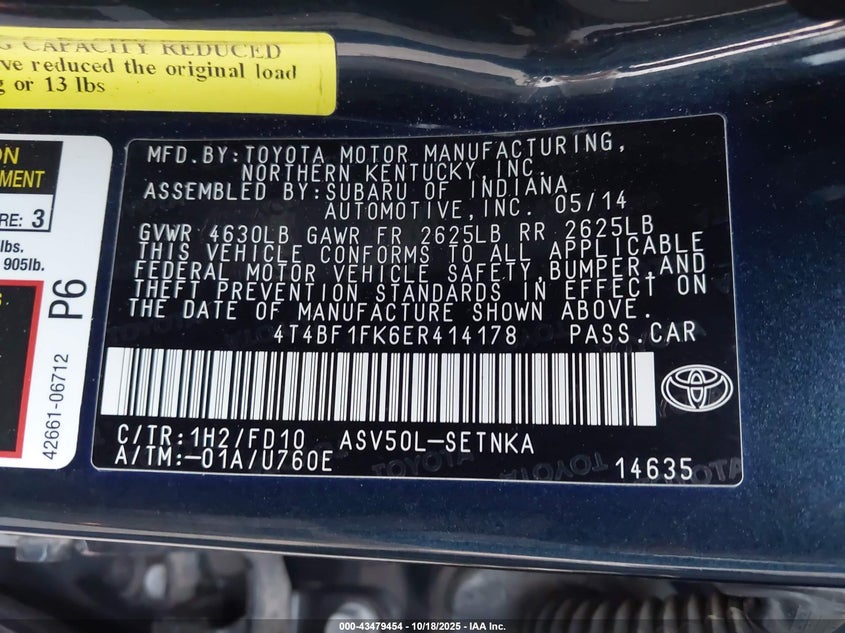 G CAPACITY REDUCED
ve reduced the original load
g or 13 lbs
ON
MENT
RE: 3
lbs.
905lb.
S
P6
42661-06712
MFD.BY:TOYOTA MOTOR MANUFACTURING,
NORTHERN KENTUCKY,INC.
ASSEMBLED BY:SUBARU OF INDIANA
AUTOMOTIVE,INC. 05/14
GVWR 4630LB GAWR FR 2625LB RR 2625LB
THIS VEHICLE CONFORMS TO ALL APPLICABLE
FEDERAL MOTOR VEHICLE SAFETY,BUMPER,AND
THEFT PREVENTION STANDARDS IN EFFECT ON
THE DATE OF MANUFACTURE SHOWN ABOVE.
4T4BF1FK6ER414178 PASS.CAR
C/TR:1H2/FD10 ASV50L-SETNKA
A/TM:-01A/U760E
14635
000-43479454 | 10/18/2025 - IAA Inc.